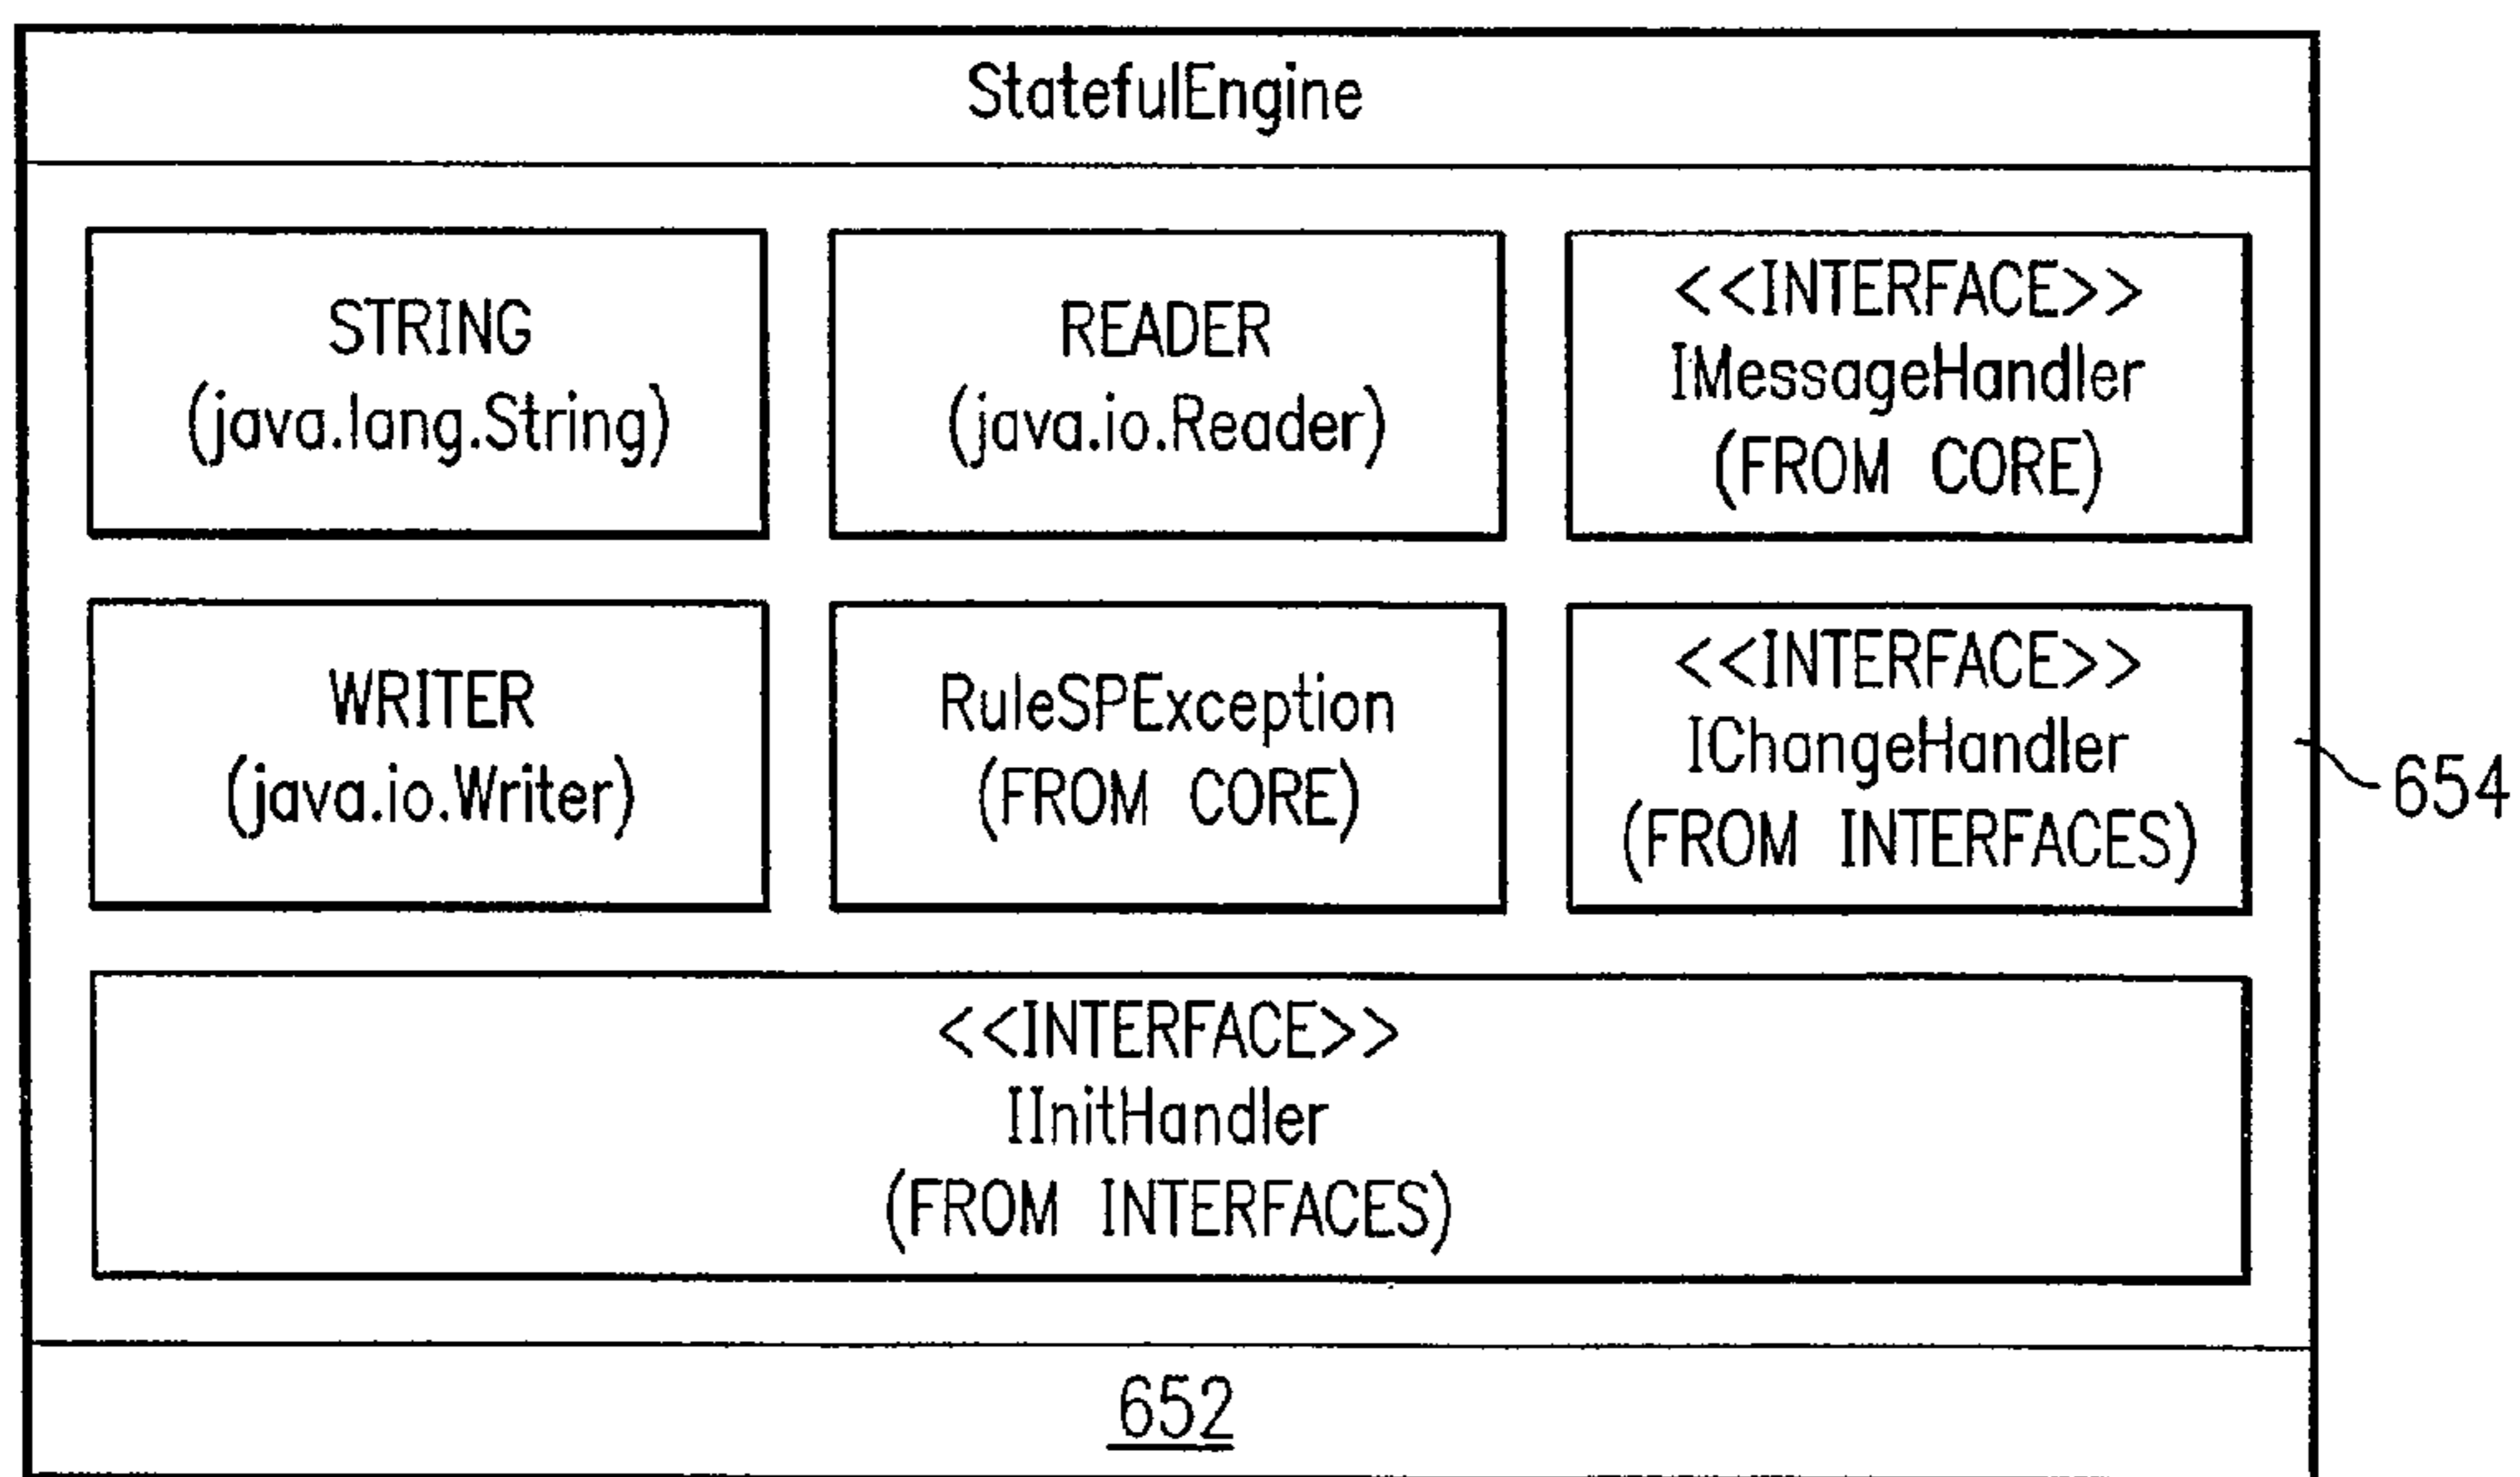 StatefulEngine
STRING
(java.lang.String)
READER
(java.io.Reader)
<<INTERFACE>>
IMessageHandler
(FROM CORE)
WRITER
(java.io.Writer)
RuleSPException
(FROM CORE)
<<INTERFACE>>
IChangeHandler
(FROM INTERFACES)
654
<<INTERFACE>>
IInitHandler
(FROM INTERFACES)
652